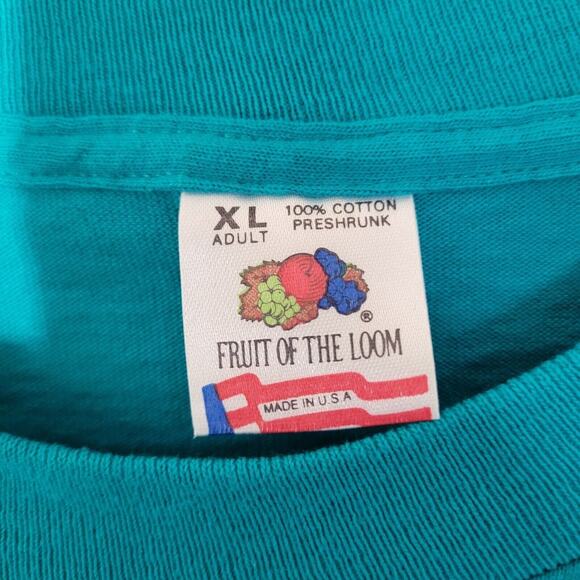 XL 100% COTTON
ADULT PRESHRUNK
®
FRUIT OF THE LOOM
MADE IN U.S.A